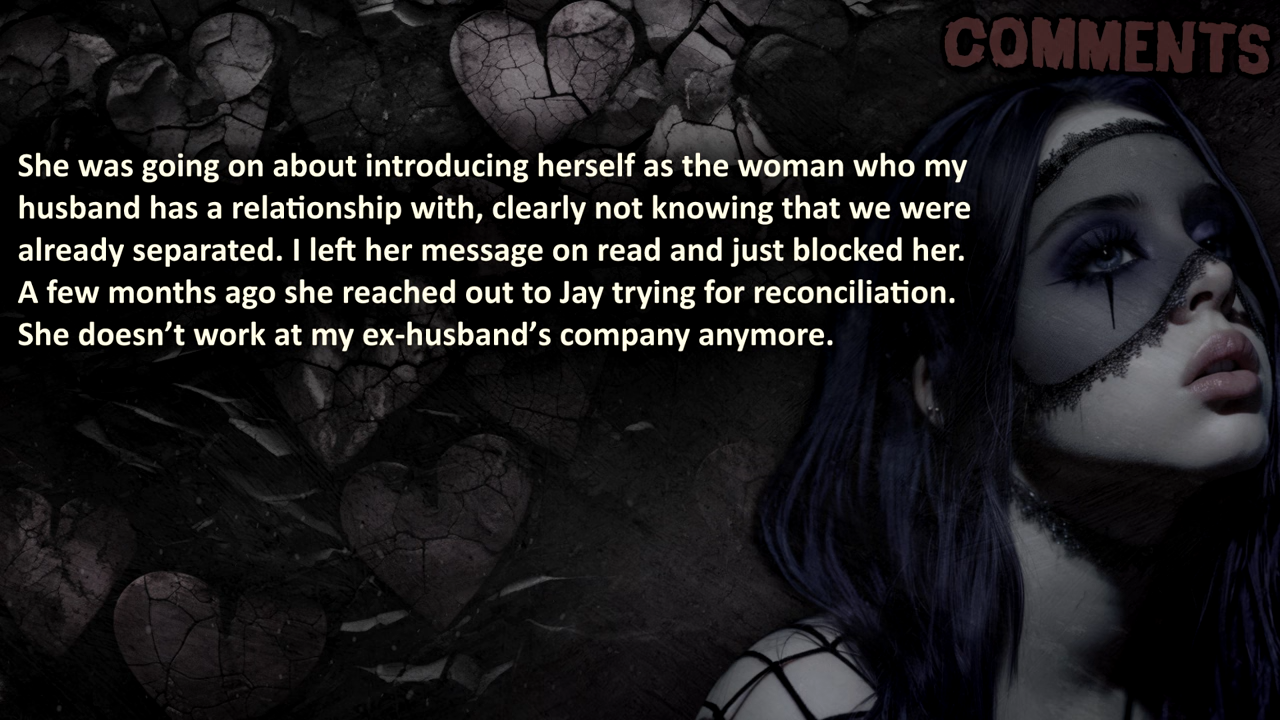 COMMENTS
She was going on about introducing herself as the woman who my
husband has a relationship with, clearly not knowing that we were
already separated. I left her message on read and just blocked her.
A few months ago she reached out to Jay trying for reconciliation.
She doesn’t work at my ex-husband’s company anymore.